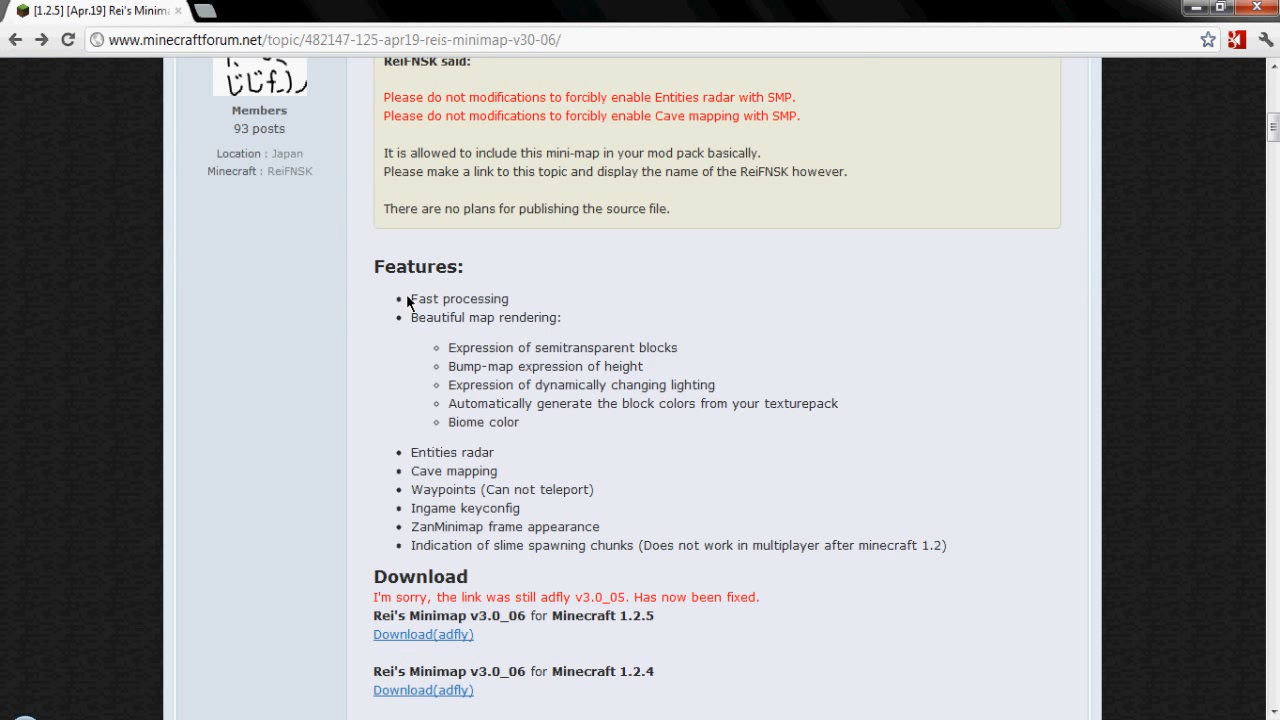 [1.2.5] [Apr.19] Rei's Minima
www.minecraftforum.net/topic/482147-125-apr19-reis-minimap-v30-06/
ReiFNSK said:
Members
93 posts
Location : Japan
Minecraft : ReiFNSK
Please do not modifications to forcibly enable Entities radar with SMP.
Please do not modifications to forcibly enable Cave mapping with SMP.
It is allowed to include this mini-map in your mod pack basically.
Please make a link to this topic and display the name of the ReiFNSK however.
There are no plans for publishing the source file.
Features:
Fast processing
Beautiful map rendering:
Expression of semitransparent blocks
Bump-map expression of height
Expression of dynamically changing lighting
Automatically generate the block colors from your texturepack
Biome color
Entities radar
Cave mapping
Waypoints (Can not teleport)
Ingame keyconfig
ZanMinimap frame appearance
Indication of slime spawning chunks (Does not work in multiplayer after minecraft 1.2)
Download
I'm sorry, the link was still adfly v3.0_05. Has now been fixed.
Rei's Minimap v3.0_06 for Minecraft 1.2.5
Download(adfly)
Rei's Minimap v3.0_06 for Minecraft 1.2.4
Download(adfly)